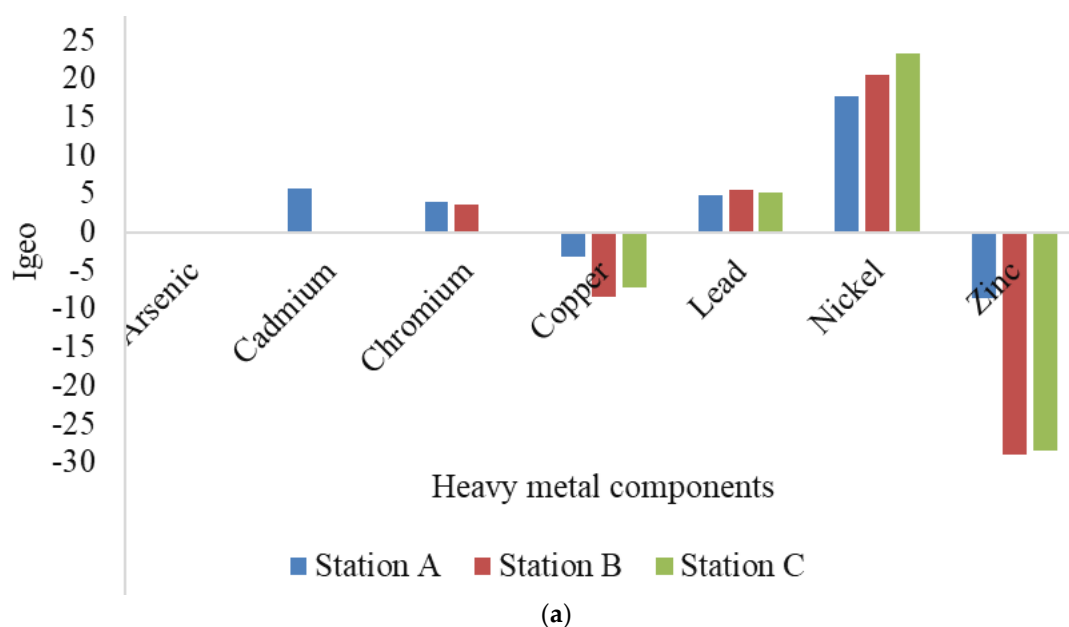 25
20
15
10
5
0
-5
-10
-15
-20
-25
-30
Igeo
Arsenic
Cadmium
Chromium
Copper
Lead
Nickel
Zinc
Heavy metal components
Station A Station B Station C
(a)